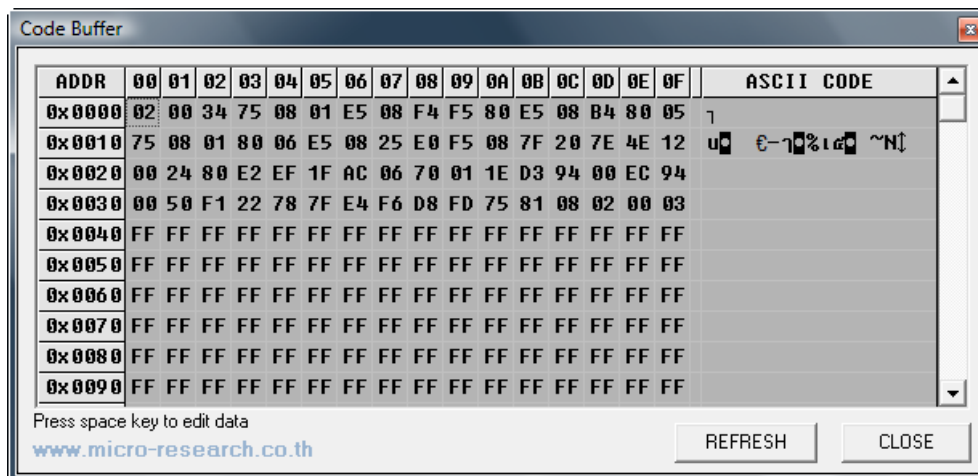 Code Buffer
ADDR 00 01 02 03 04 05 06 07 08 09 0A 0B 0C 0D 0E 0F ASCII CODE
0x0000 02 00 34 75 08 01 E5 08 F4 F5 80 E5 08 B4 80 05
0x0010 75 08 01 80 06 E5 08 25 E0 F5 08 7F 20 7E 4E 12
0x0020 00 24 80 E2 EF 1F AC 06 70 01 1E D3 94 00 EC 94
0x0030 00 50 F1 22 78 7F E4 F6 D8 FD 75 81 08 02 00 03
0x0040 FF FF FF FF FF FF FF FF FF FF FF FF FF FF FF FF
0x0050 FF FF FF FF FF FF FF FF FF FF FF FF FF FF FF FF
0x0060 FF FF FF FF FF FF FF FF FF FF FF FF FF FF FF FF
0x0070 FF FF FF FF FF FF FF FF FF FF FF FF FF FF FF FF
0x0080 FF FF FF FF FF FF FF FF FF FF FF FF FF FF FF FF
0x0090 FF FF FF FF FF FF FF FF FF FF FF FF FF FF FF FF
Press space key to edit data
www.micro-research.co.th
REFRESH CLOSE